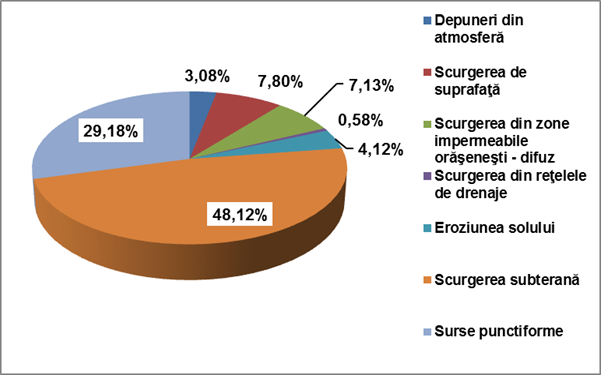 3,08%
7,80%
7,13%
0,58%
4,12%
29,18%
48,12%
Depuneri din
atmosferă
Scurgerea de
suprafaţă
Scurgerea din zone
impermeabile
orăşeneşti - difuz
Scurgerea din reţelele
de drenaje
Eroziunea solului
Scurgerea subterană
Surse punctiforme